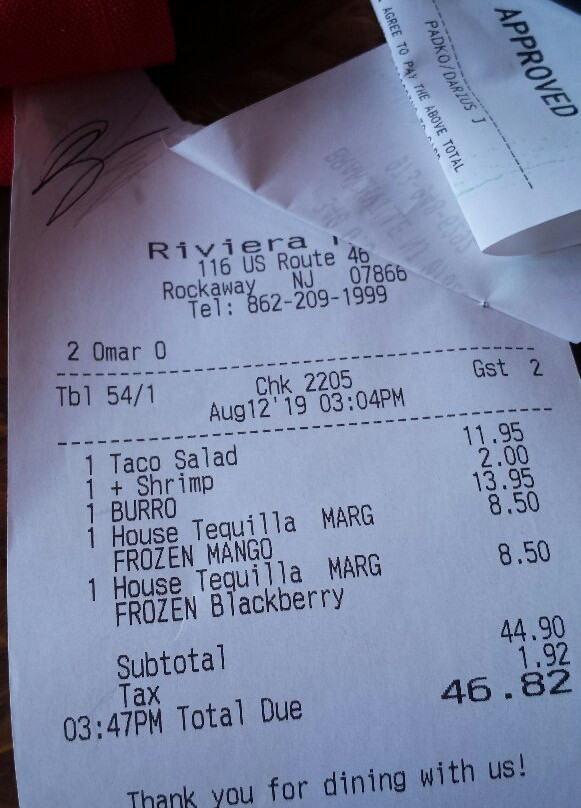 APPROVED
PADKO/DARIUS J
AGREE TO PAY THE ABOVE TOTAL
Riviera
116 US Route 46
Rockaway NJ 07866
Tel: 862-209-1999
2 Omar O
Tbl 54/1 Chk 2205 Gst 2
Aug12'19 03:04PM
1 Taco Salad 11.95
1 + Shrimp 2.00
1 BURRO 13.95
1 House Tequilla MARG 8.50
FROZEN MANGO
1 House Tequilla MARG 8.50
FROZEN Blackberry
Subtotal 44.90
Tax 1.92
03:47PM Total Due 46.82
Thank you for dining with us!